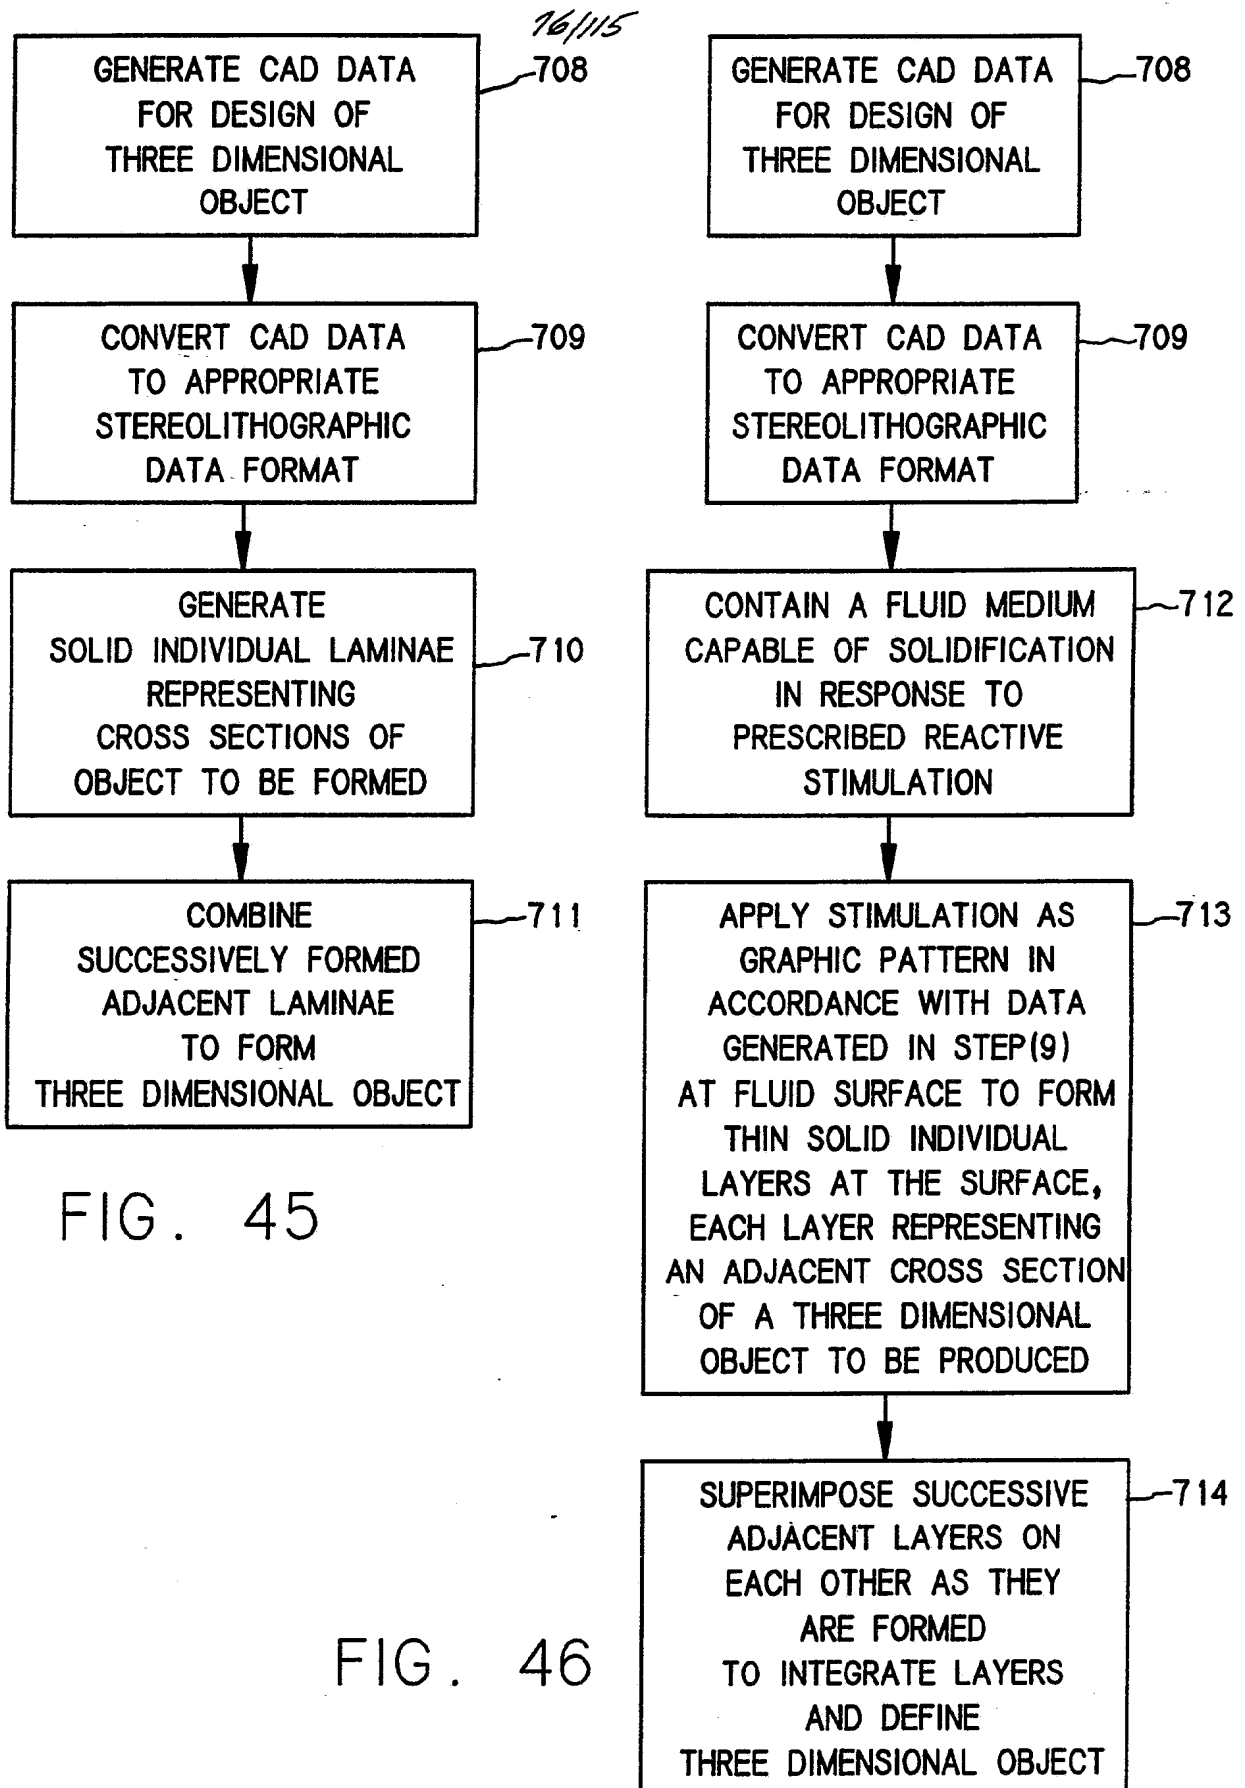 76/115
GENERATE CAD DATA
FOR DESIGN OF
THREE DIMENSIONAL
OBJECT
708
CONVERT CAD DATA
TO APPROPRIATE
STEREOLITHOGRAPHIC
DATA FORMAT
709
GENERATE
SOLID INDIVIDUAL LAMINAE
REPRESENTING
CROSS SECTIONS OF
OBJECT TO BE FORMED
710
COMBINE
SUCCESSIVELY FORMED
ADJACENT LAMINAE
TO FORM
THREE DIMENSIONAL OBJECT
711
FIG. 45
GENERATE CAD DATA
FOR DESIGN OF
THREE DIMENSIONAL
OBJECT
708
CONVERT CAD DATA
TO APPROPRIATE
STEREOLITHOGRAPHIC
DATA FORMAT
709
CONTAIN A FLUID MEDIUM
CAPABLE OF SOLIDIFICATION
IN RESPONSE TO
PRESCRIBED REACTIVE
STIMULATION
712
APPLY STIMULATION AS
GRAPHIC PATTERN IN
ACCORDANCE WITH DATA
GENERATED IN STEP(9)
AT FLUID SURFACE TO FORM
THIN SOLID INDIVIDUAL
LAYERS AT THE SURFACE,
EACH LAYER REPRESENTING
AN ADJACENT CROSS SECTION
OF A THREE DIMENSIONAL
OBJECT TO BE PRODUCED
713
SUPERIMPOSE SUCCESSIVE
ADJACENT LAYERS ON
EACH OTHER AS THEY
ARE FORMED
TO INTEGRATE LAYERS
AND DEFINE
THREE DIMENSIONAL OBJECT
714
FIG. 46